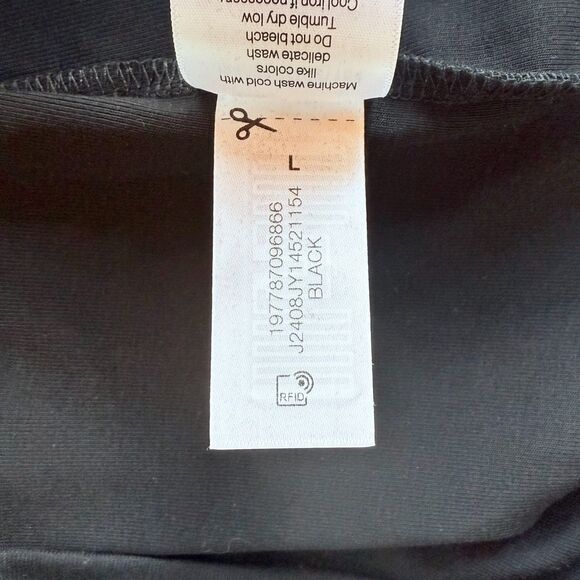 Machine wash cold with
like colors
delicate wash
Do not bleach
Tumble dry low
Cool iron if necessary
L
197787096866
J2408JY14521154
BLACK
RFID